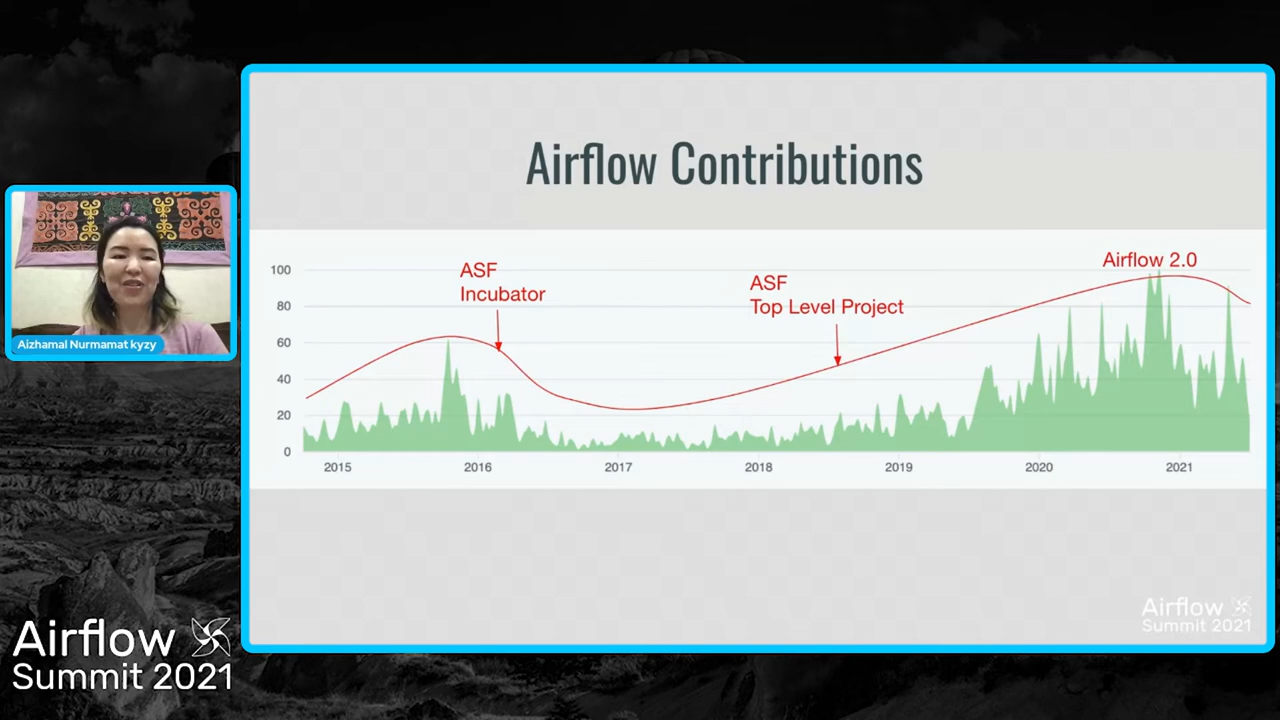 Airflow Contributions
ASF
Incubator
ASF
Top Level Project
Airflow 2.0
100
80
60
40
20
0
2015
2016
2017
2018
2019
2020
2021
Aizhamal Nurmamat kyzy
Airflow
Summit 2021
Airflow
Summit 2021